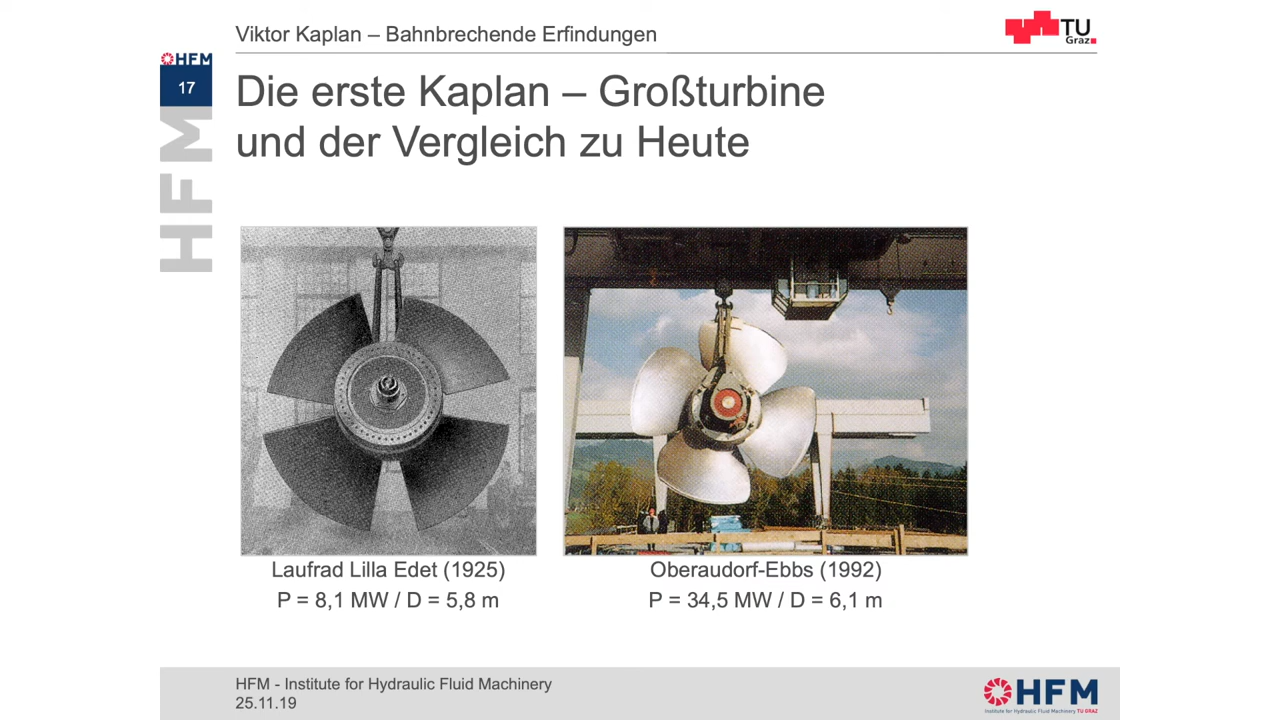 Viktor Kaplan – Bahnbrechende Erfindungen
TU
Graz
HFM
17
HFM
Die erste Kaplan – Großturbine
und der Vergleich zu Heute
Laufrad Lilla Edet (1925)
P = 8,1 MW / D = 5,8 m
Oberaudorf-Ebbs (1992)
P = 34,5 MW / D = 6,1 m
HFM - Institute for Hydraulic Fluid Machinery
25.11.19
HFM
Institute for Hydraulic Fluid Machinery TU GRAZ